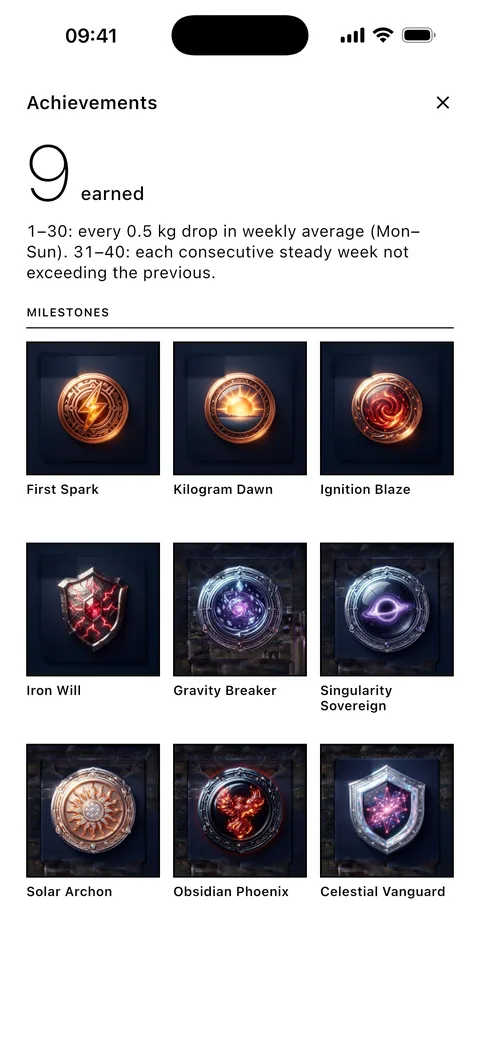 09:41
Achievements
9 earned
1–30: every 0.5 kg drop in weekly average (Mon–
Sun). 31–40: each consecutive steady week not
exceeding the previous.
MILESTONES
First Spark
Kilogram Dawn
Ignition Blaze
Iron Will
Gravity Breaker
Singularity
Sovereign
Solar Archon
Obsidian Phoenix
Celestial Vanguard